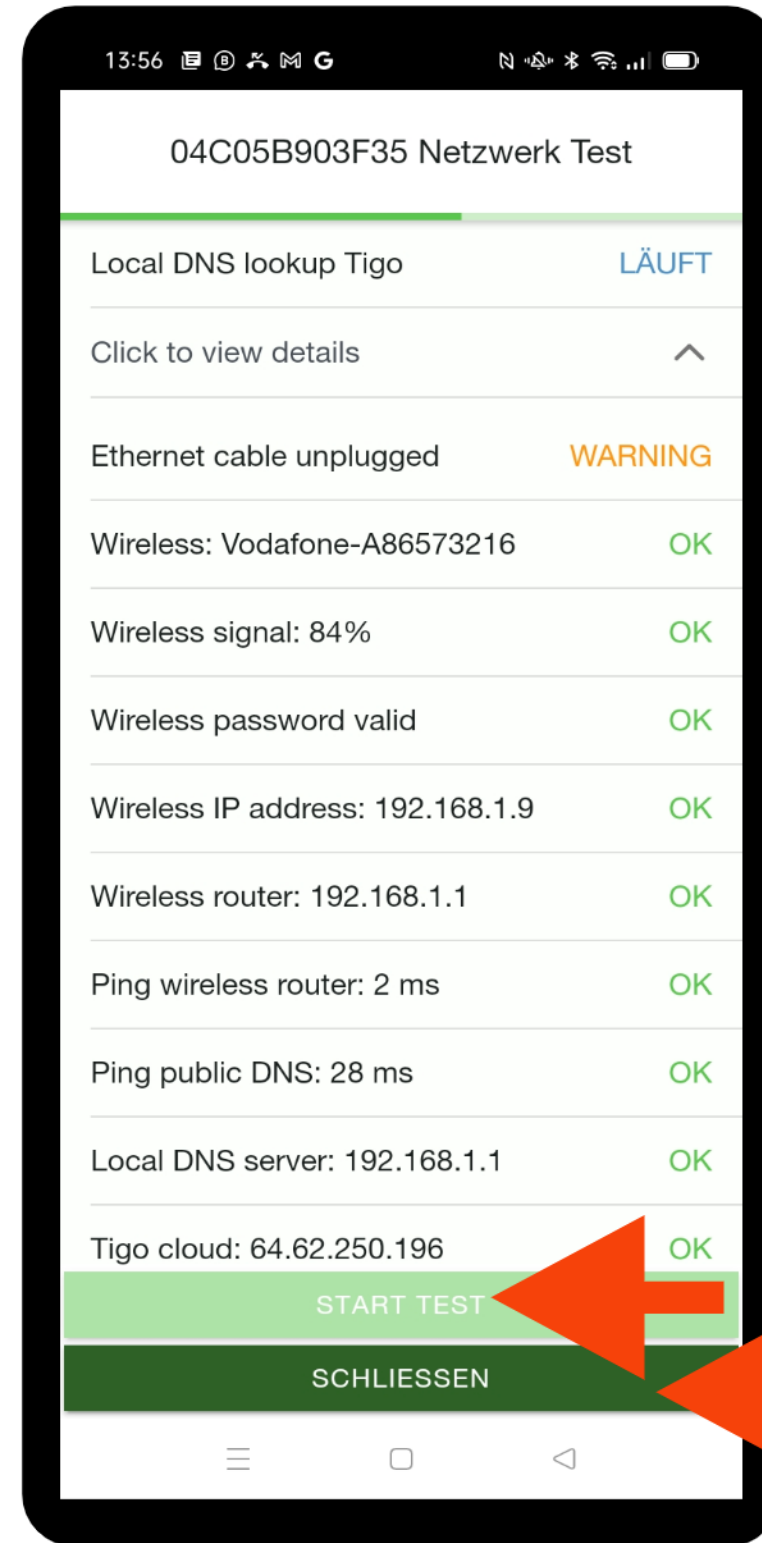 13:56
04C05B903F35 Netzwerk Test
Local DNS lookup Tigo LÄUFT
Click to view details
Ethernet cable unplugged WARNING
Wireless: Vodafone-A86573216 OK
Wireless signal: 84% OK
Wireless password valid OK
Wireless IP address: 192.168.1.9 OK
Wireless router: 192.168.1.1 OK
Ping wireless router: 2 ms OK
Ping public DNS: 28 ms OK
Local DNS server: 192.168.1.1 OK
Tigo cloud: 64.62.250.196 OK
START TEST
SCHLIESSEN